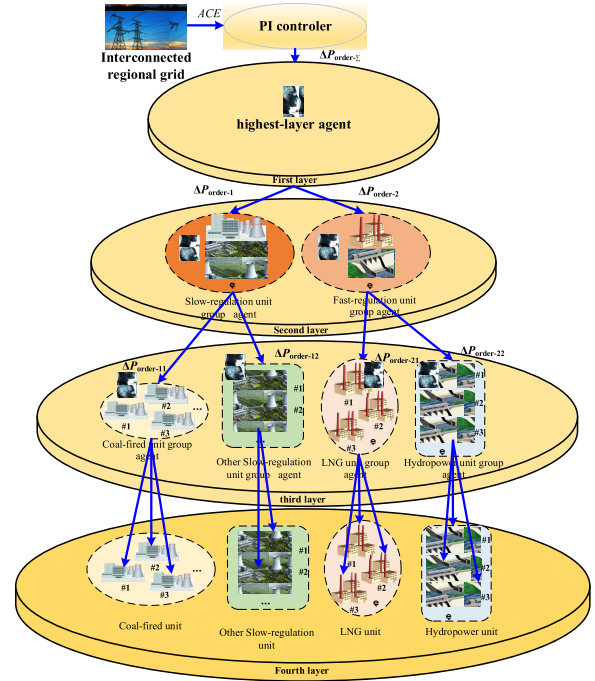 ACE
PI controler
Interconnected
regional grid
ΔPorder-Σ
highest-layer agent
First layer
ΔPorder-1
ΔPorder-2
Slow-regulation unit
group agent
Fast-regulation unit
group agent
Second layer
ΔPorder-11
ΔPorder-12
ΔPorder-21
ΔPorder-22
#1
#2
#3
...
#1
#2
#1
#2
#3
#1
#2
#3
Coal-fired unit group
agent
Other Slow-regulation
unit group agent
LNG unit group
agent
Hydropower unit group
agent
third layer
#1
#2
#3
#1
#2
...
#1
#2
#3
#1
#2
#3
Coal-fired unit
Other Slow-regulation
unit
LNG unit
Hydropower unit
Fourth layer